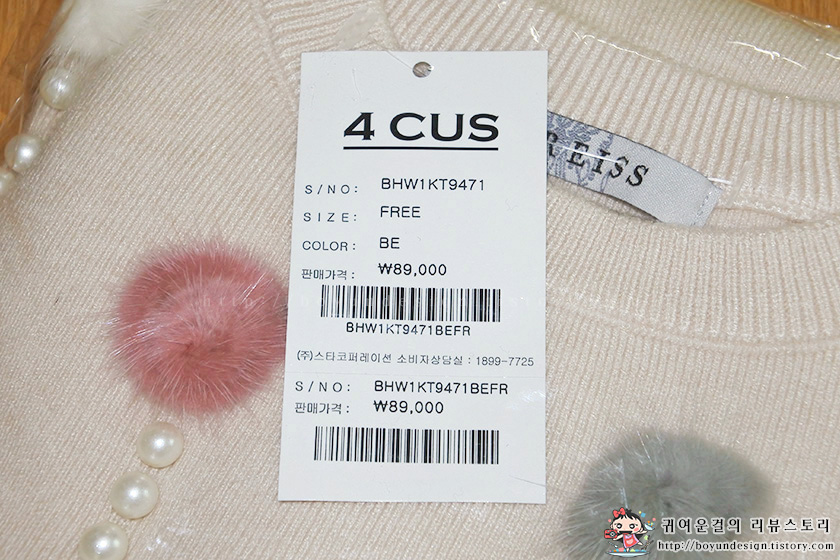 4 CUS
S/NO: BHW1KT9471
SIZE: FREE
COLOR: BE
판매가격: ₩89,000
BHW1KT9471BEFR
(주)스타코퍼레이션 소비자상담실 : 1899-7725
S/NO: BHW1KT9471BEFR
판매가격: ₩89,000
REISS
귀여운걸의 리뷰스토리
http://boyundesign.tistory.com